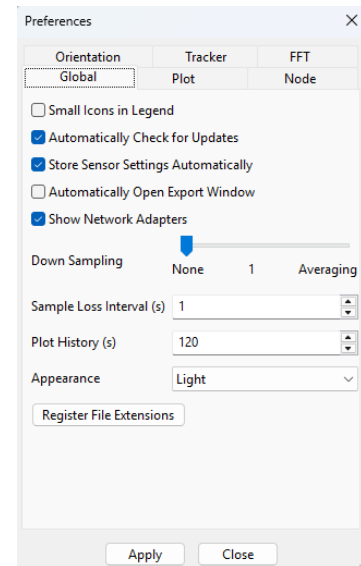 Preferences
Orientation Tracker FFT
Global Plot Node
Small Icons in Legend
Automatically Check for Updates
Store Sensor Settings Automatically
Automatically Open Export Window
Show Network Adapters
Down Sampling
None 1 Averaging
Sample Loss Interval (s) 1
Plot History (s) 120
Appearance Light
Register File Extensions
Apply Close